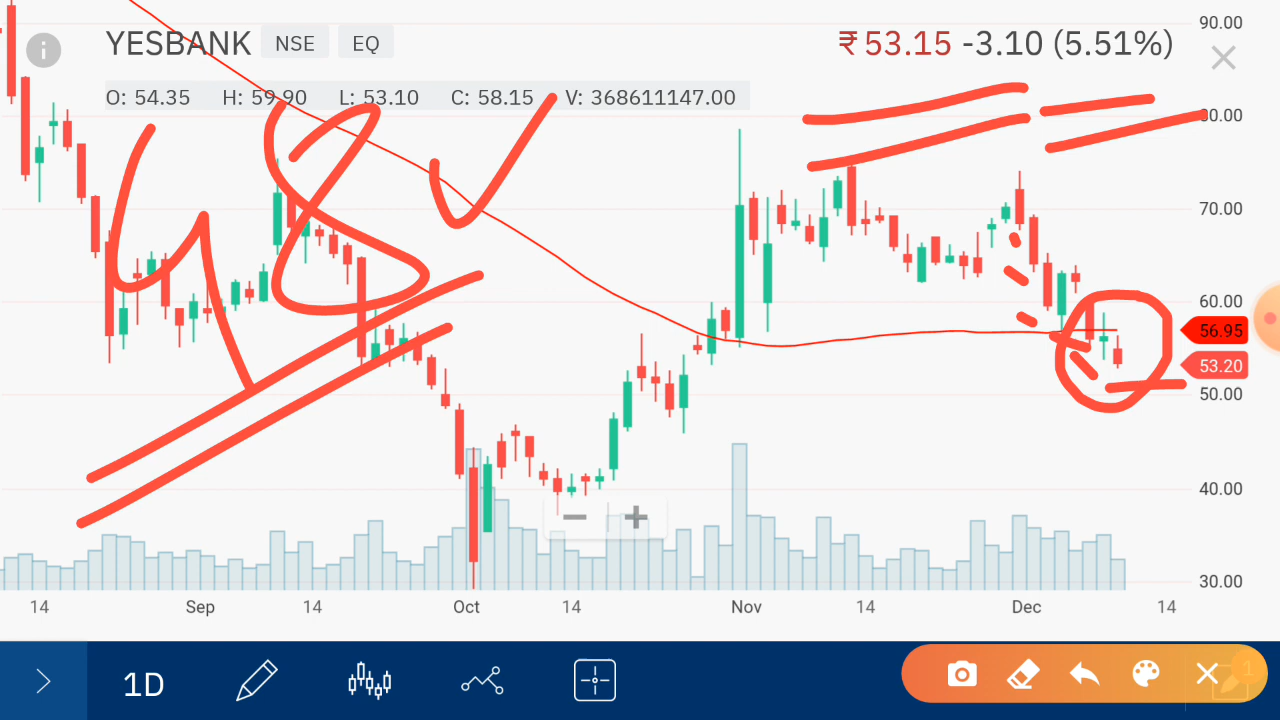 90.00
YESBANK NSE EQ
₹53.15 -3.10 (5.51%)
O: 54.35 H: 59.90 L: 53.10 C: 58.15 V: 368611147.00
80.00
48
70.00
60.00
56.95
53.20
50.00
40.00
30.00
14 Sep 14 Oct 14 Nov 14 Dec 14
1D
1